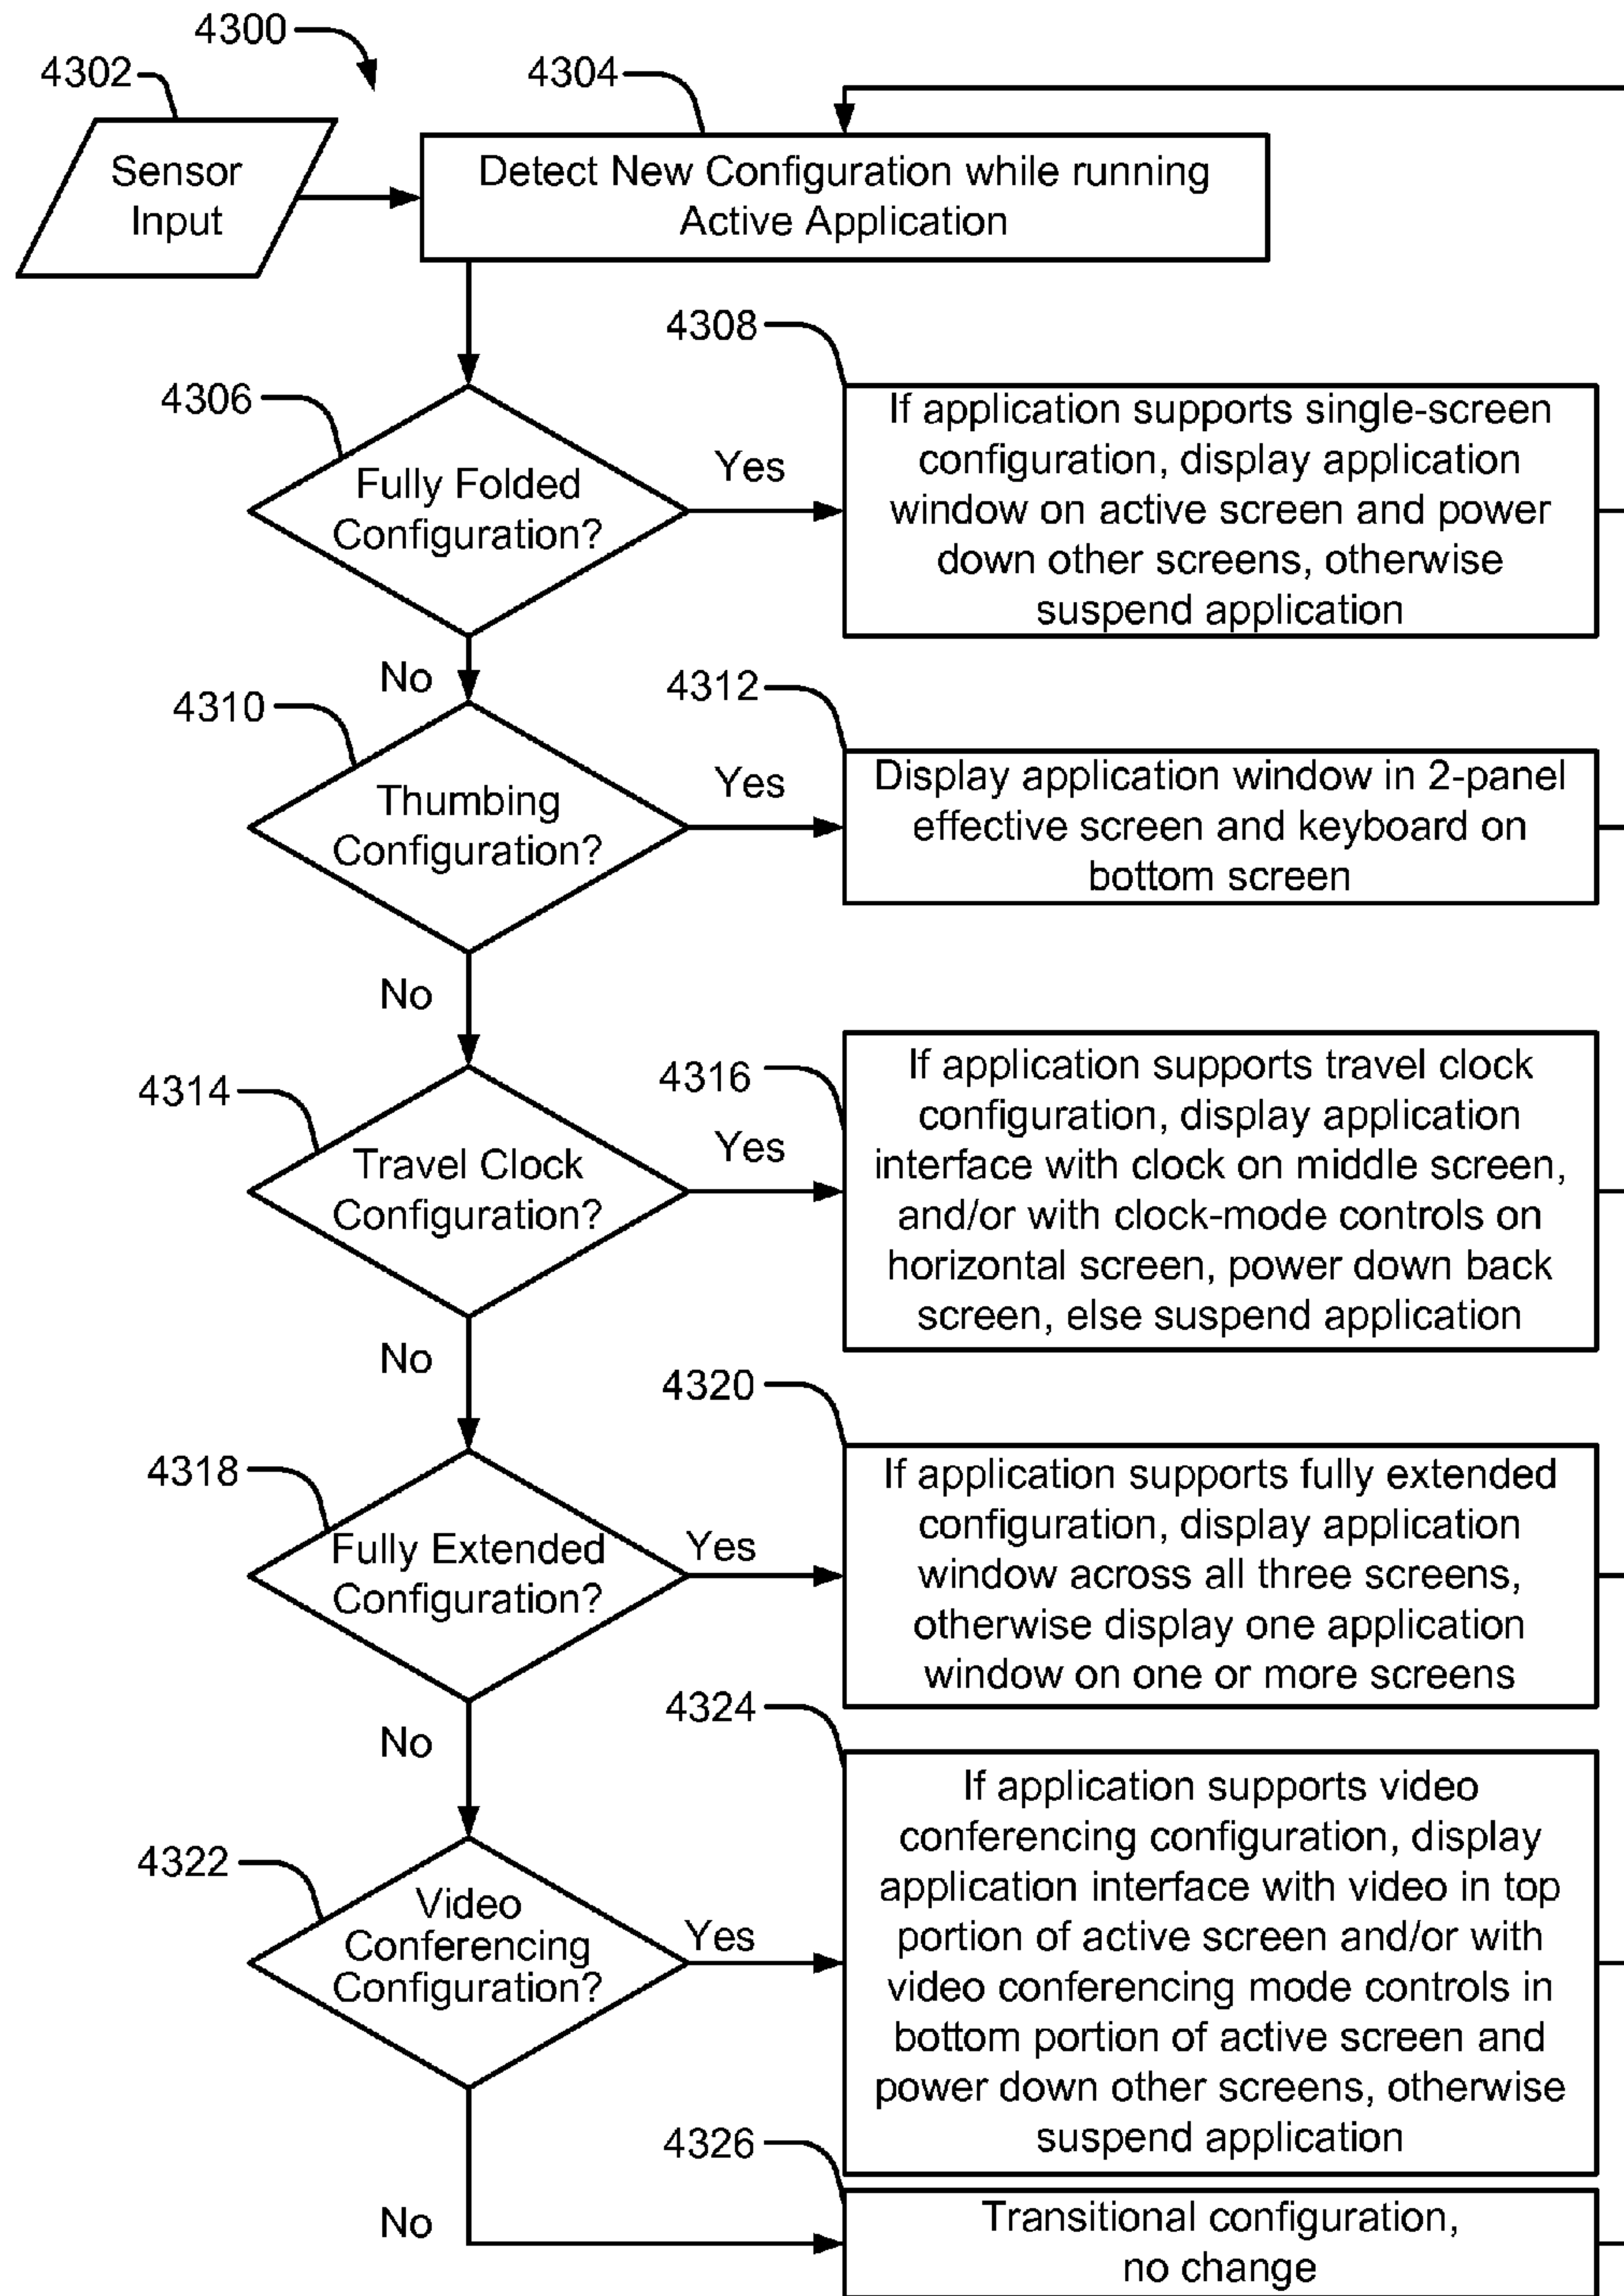 4300
4302
4304
Sensor
Input
Detect New Configuration while running
Active Application
4306
Fully Folded
Configuration?
Yes
No
4308
If application supports single-screen
configuration, display application
window on active screen and power
down other screens, otherwise
suspend application
4310
Thumbing
Configuration?
Yes
No
4312
Display application window in 2-panel
effective screen and keyboard on
bottom screen
4314
Travel Clock
Configuration?
Yes
No
4316
If application supports travel clock
configuration, display application
interface with clock on middle screen,
and/or with clock-mode controls on
horizontal screen, power down back
screen, else suspend application
4318
Fully Extended
Configuration?
Yes
No
4320
If application supports fully extended
configuration, display application
window across all three screens,
otherwise display one application
window on one or more screens
4322
Video
Conferencing
Configuration?
Yes
No
4324
If application supports video
conferencing configuration, display
application interface with video in top
portion of active screen and/or with
video conferencing mode controls in
bottom portion of active screen and
power down other screens, otherwise
suspend application
4326
Transitional configuration,
no change